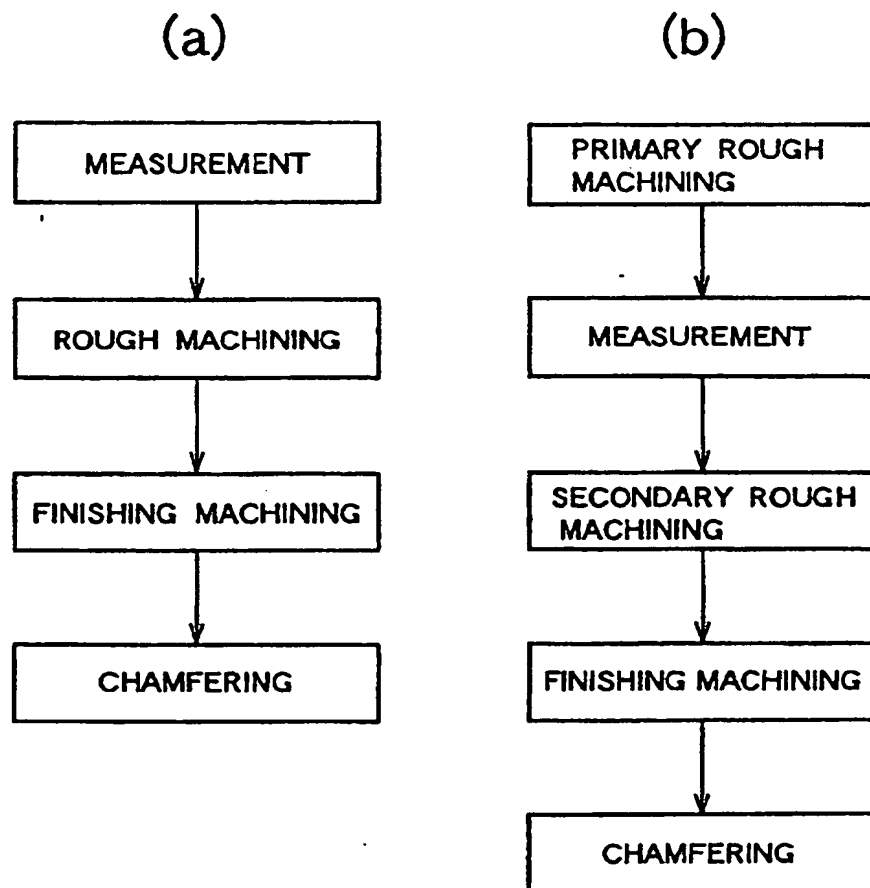 (a)
MEASUREMENT
ROUGH MACHINING
FINISHING MACHINING
CHAMFERING
(b)
PRIMARY ROUGH
MACHINING
MEASUREMENT
SECONDARY ROUGH
MACHINING
FINISHING MACHINING
CHAMFERING